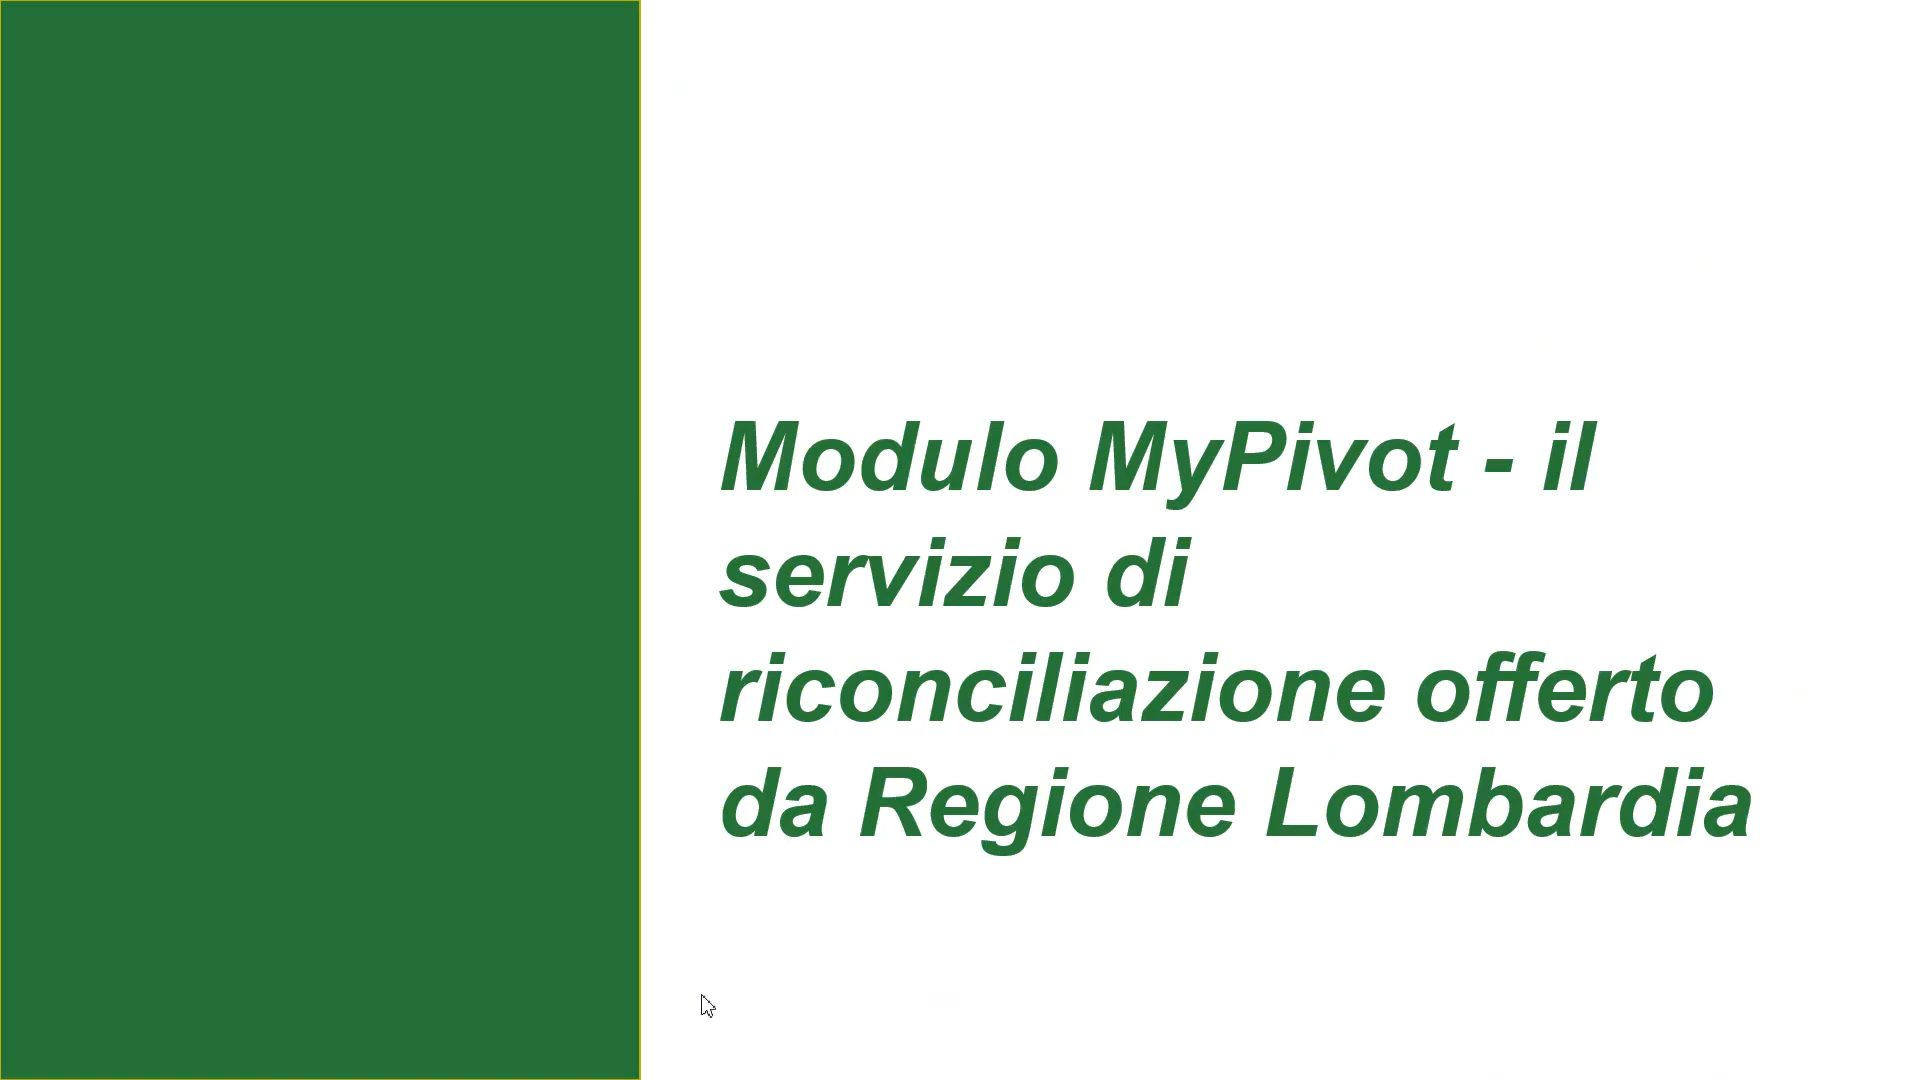 Modulo MyPivot - il
servizio di
riconciliazione offerto
da Regione Lombardia